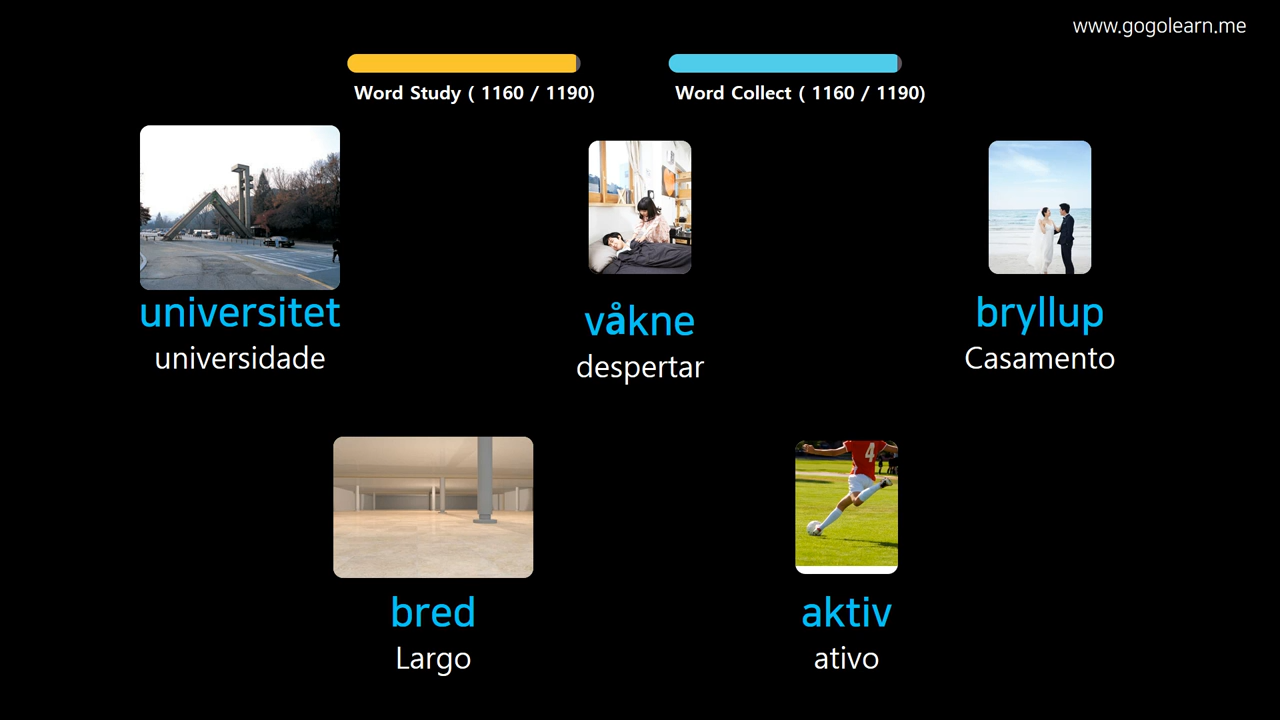 www.gogolearn.me
Word Study ( 1160 / 1190)
Word Collect ( 1160 / 1190)
universitet
universidade
våkne
despertar
bryllup
Casamento
4
bred
Largo
aktiv
ativo